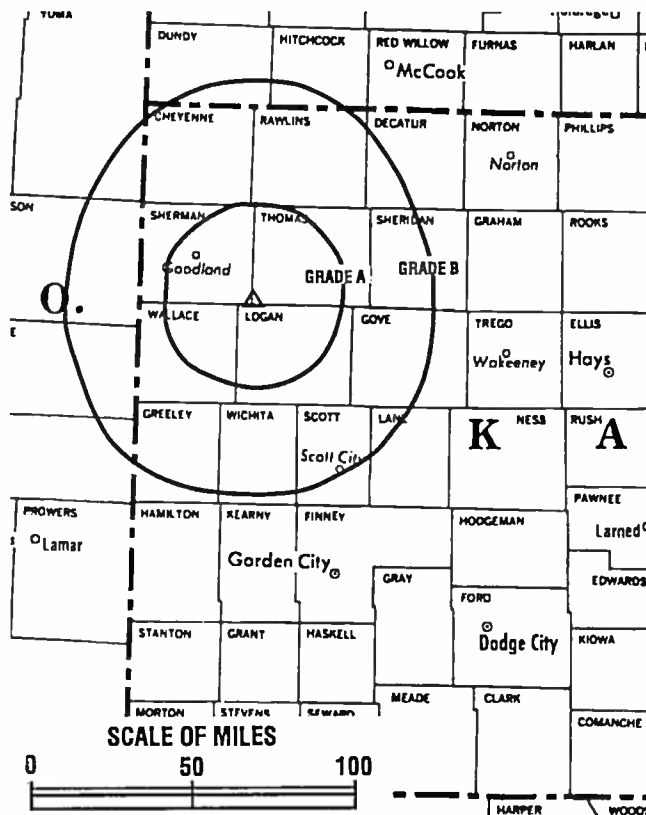 YUMA
DUNDY
HITCHCOCK
RED WILLOW
FURNAS
HARLAN
McCook
CHEYENNE
RAWLINS
DECATUR
NORTON
PHILLIPS
Norton
SON
SHERMAN
THOMAS
SHERIDAN
GRAHAM
ROOKS
Goodland
GRADE A
GRADE B
O.
WALLACE
LOGAN
GOVE
TREGO
ELLIS
E
Wakeeney
Hays
GREELEY
WICHITA
SCOTT
LANE
K
NESS
RUSH
A
Scott City
PAWNEE
PROWERS
HAMILTON
KEARNY
FINNEY
HODGEMAN
Larned
Lamar
Garden City
GRAY
EDWARDS
FORD
STANTON
GRANT
HASKELL
Dodge City
KIOWA
MEADE
CLARK
MORTON
STEVENS
SEWARD
COMANCHE
SCALE OF MILES
0 50 100
HARPER
WOODS